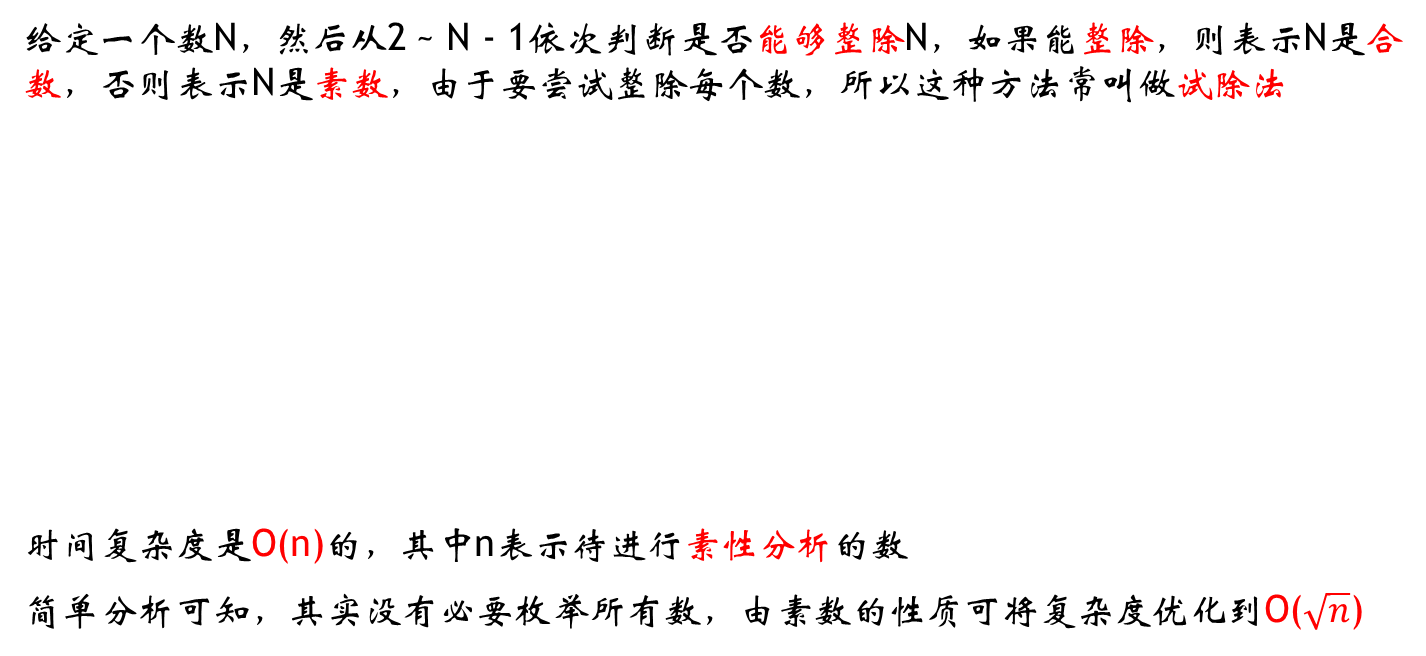 给定一个数N，然后从2 ~ N - 1依次判断是否能够整除N，如果能整除，则表示N是合
数，否则表示N是素数，由于要尝试整除每个数，所以这种方法常叫做试除法
时间复杂度是O(n)的，其中n表示待进行素性分析的数
简单分析可知，其实没有必要枚举所有数，由素数的性质可将复杂度优化到O(√n)